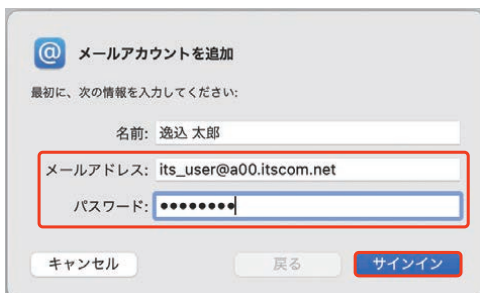 メールアカウントを追加
最初に、次の情報を入力してください:
名前: 逸込 太郎
メールアドレス: its_user@a00.itscom.net
パスワード: ●●●●●●●●
キャンセル 戻る サインイン